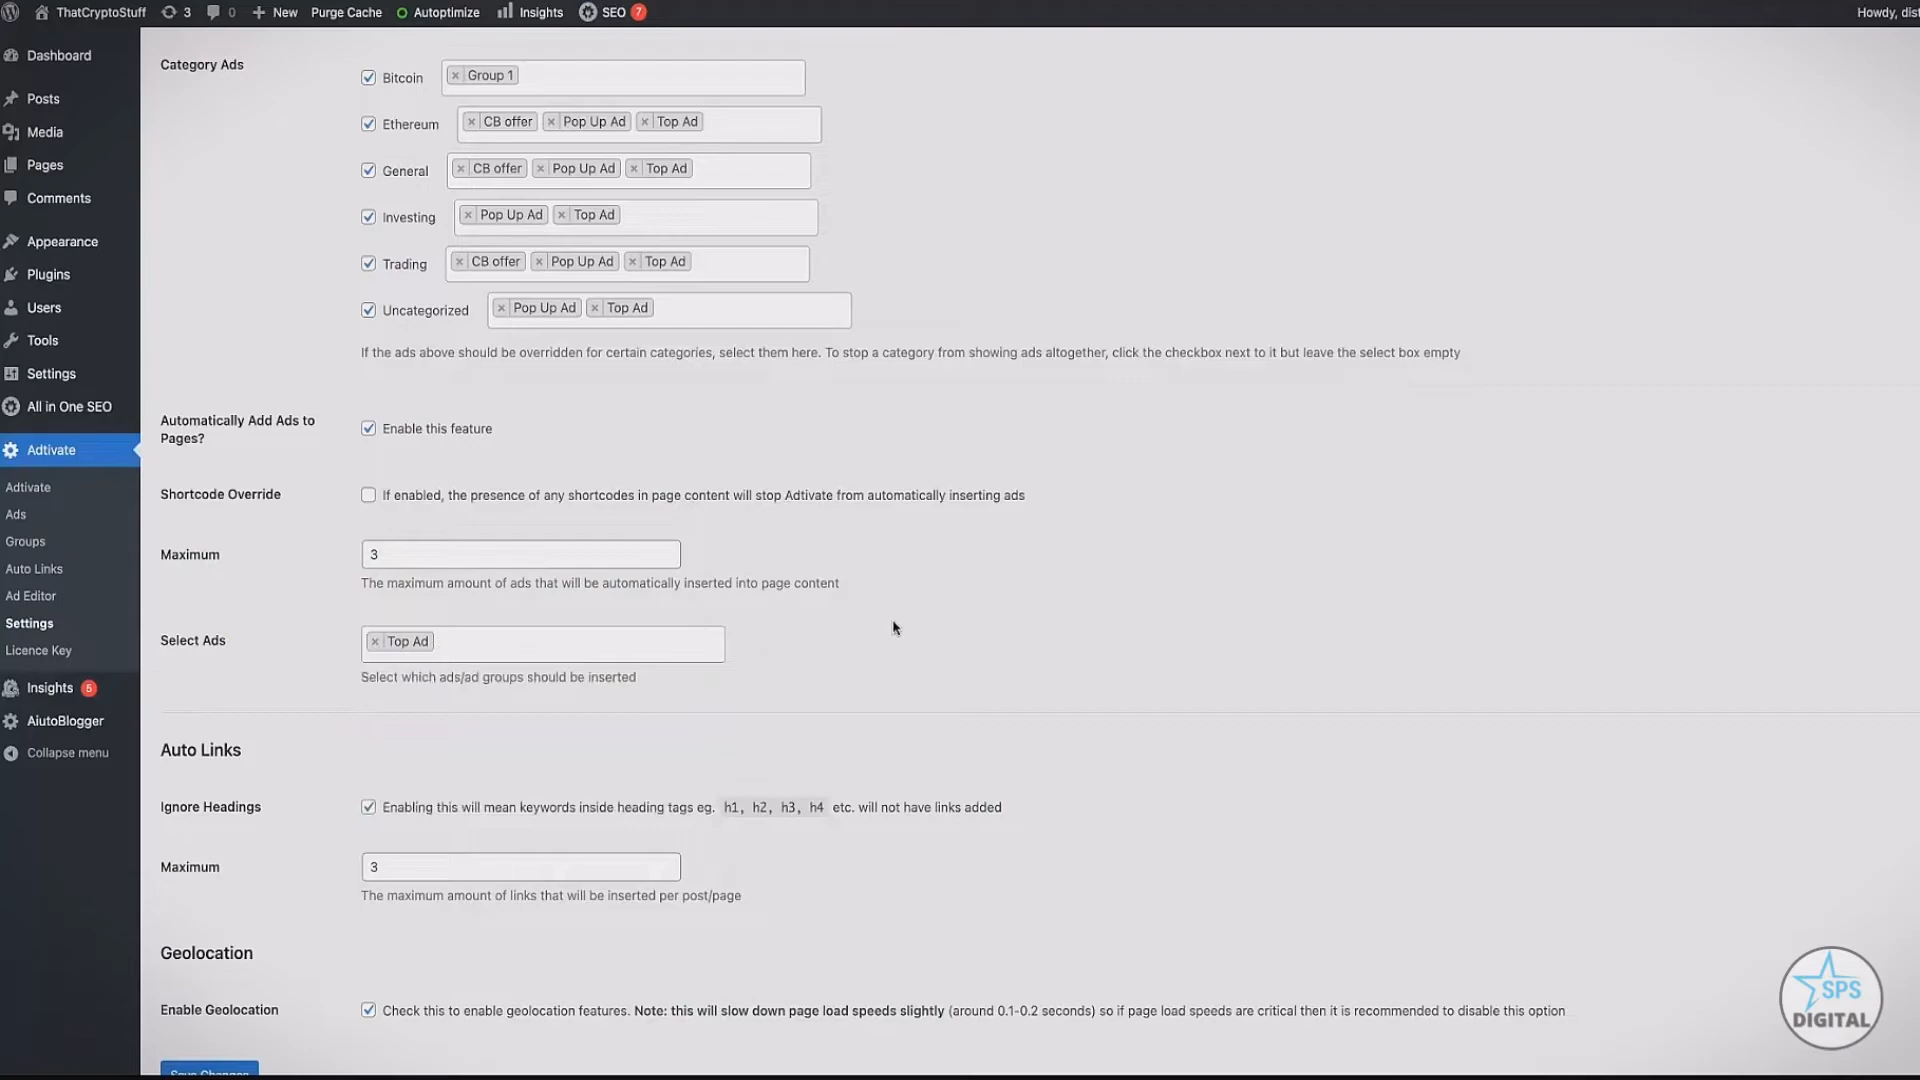 ThatCryptoStuff 3 0 New Purge Cache Autoptimize Insights SEO 7 Howdy, dist
Dashboard
Posts
Media
Pages
Comments
Appearance
Plugins
Users
Tools
Settings
All in One SEO
Adtivate
Adtivate
Ads
Groups
Auto Links
Ad Editor
Settings
Licence Key
Insights 5
AiutoBlogger
Collapse menu
Category Ads
Bitcoin × Group 1
Ethereum × CB offer × Pop Up Ad × Top Ad
General × CB offer × Pop Up Ad × Top Ad
Investing × Pop Up Ad × Top Ad
Trading × CB offer × Pop Up Ad × Top Ad
Uncategorized × Pop Up Ad × Top Ad
If the ads above should be overridden for certain categories, select them here. To stop a category from showing ads altogether, click the checkbox next to it but leave the select box empty
Automatically Add Ads to
Pages?
Enable this feature
Shortcode Override
If enabled, the presence of any shortcodes in page content will stop Adtivate from automatically inserting ads
Maximum
3
The maximum amount of ads that will be automatically inserted into page content
Select Ads
× Top Ad
Select which ads/ad groups should be inserted
Auto Links
Ignore Headings
Enabling this will mean keywords inside heading tags eg. h1, h2, h3, h4 etc. will not have links added
Maximum
3
The maximum amount of links that will be inserted per post/page
Geolocation
Enable Geolocation
Check this to enable geolocation features. Note: this will slow down page load speeds slightly (around 0.1-0.2 seconds) so if page load speeds are critical then it is recommended to disable this option
Save Changes
SPS
DIGITAL